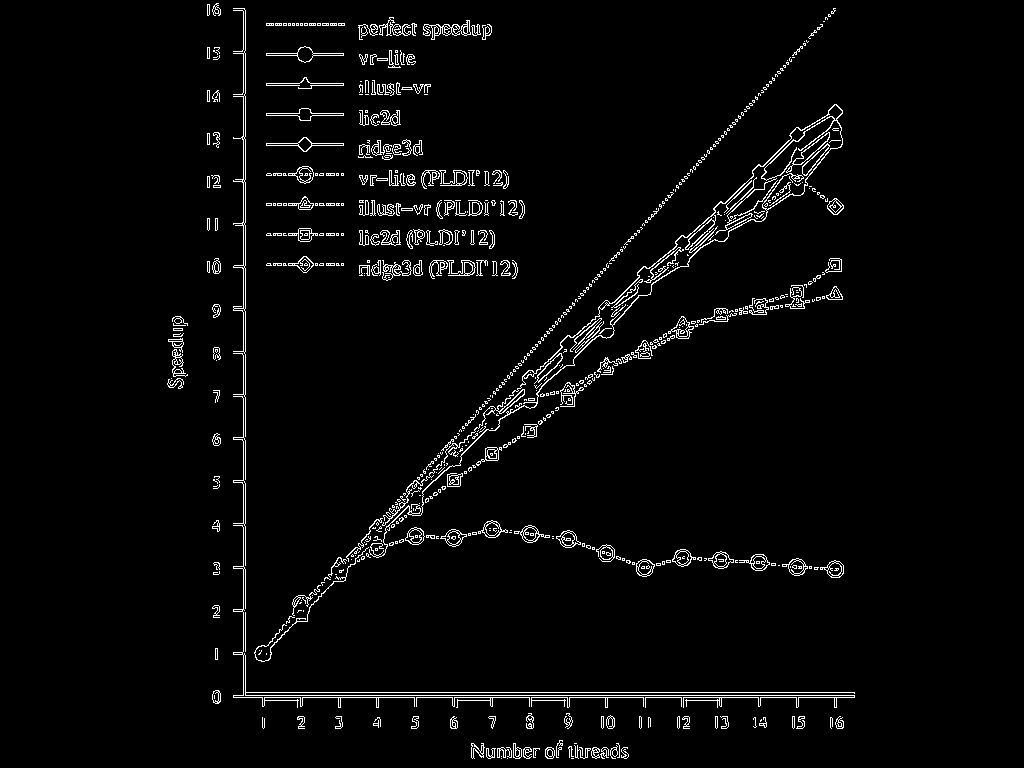 16
perfect speedup
15
vr-lite
illust-vr
14
lic2d
13
ridge3d
12
vr-lite (PLDI'12)
11
illust-vr (PLDI'12)
lic2d (PLDI'12)
10
ridge3d (PLDI'12)
9
8
Speedup
7
6
5
4
3
2
1
0
1 2 3 4 5 6 7 8 9 10 11 12 13 14 15 16
Number of threads